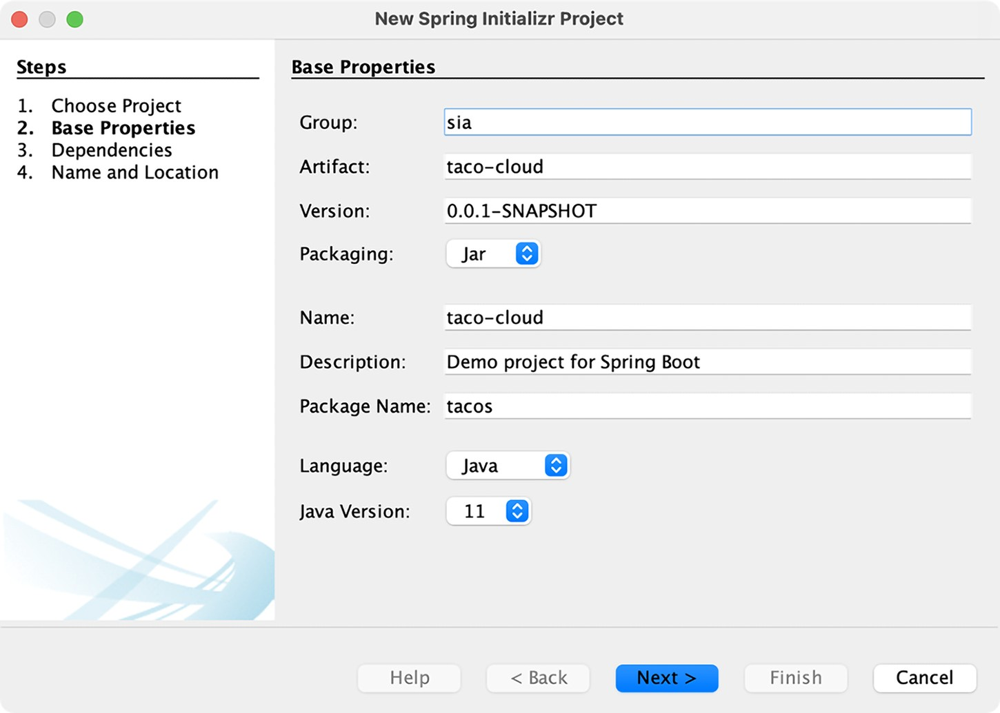 New Spring Initializr Project
Steps
1. Choose Project
2. Base Properties
3. Dependencies
4. Name and Location
Base Properties
Group: sia
Artifact: taco-cloud
Version: 0.0.1-SNAPSHOT
Packaging: Jar
Name: taco-cloud
Description: Demo project for Spring Boot
Package Name: tacos
Language: Java
Java Version: 11
Help < Back Next > Finish Cancel